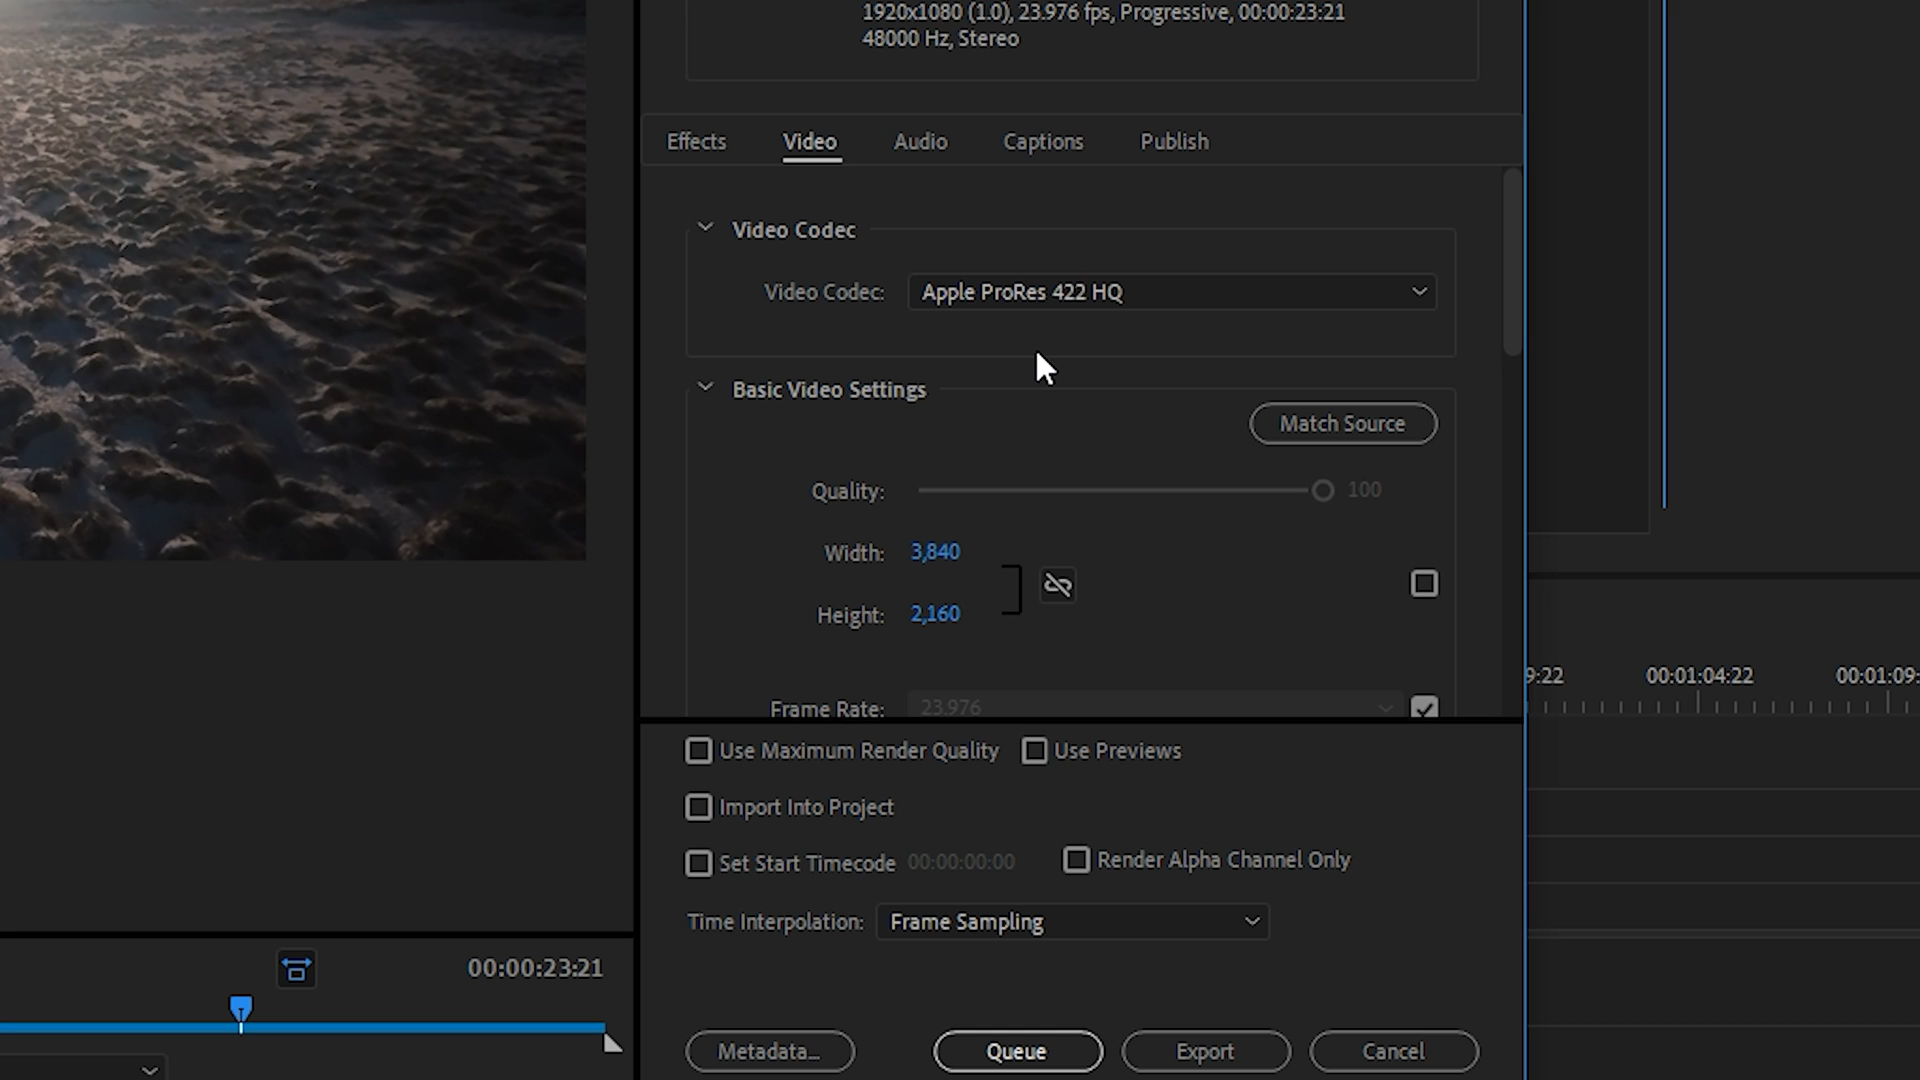 1920x1080 (1.0), 23.976 fps, Progressive, 00:00:23:21
48000 Hz, Stereo
Effects Video Audio Captions Publish
Video Codec
Video Codec: Apple ProRes 422 HQ
Basic Video Settings
Match Source
Quality: 100
Width: 3,840
Height: 2,160
9:22 00:01:04:22 00:01:09:
Frame Rate: 23.976
Use Maximum Render Quality Use Previews
Import Into Project
Set Start Timecode 00:00:00:00 Render Alpha Channel Only
Time Interpolation: Frame Sampling
00:00:23:21
Metadata... Queue Export Cancel